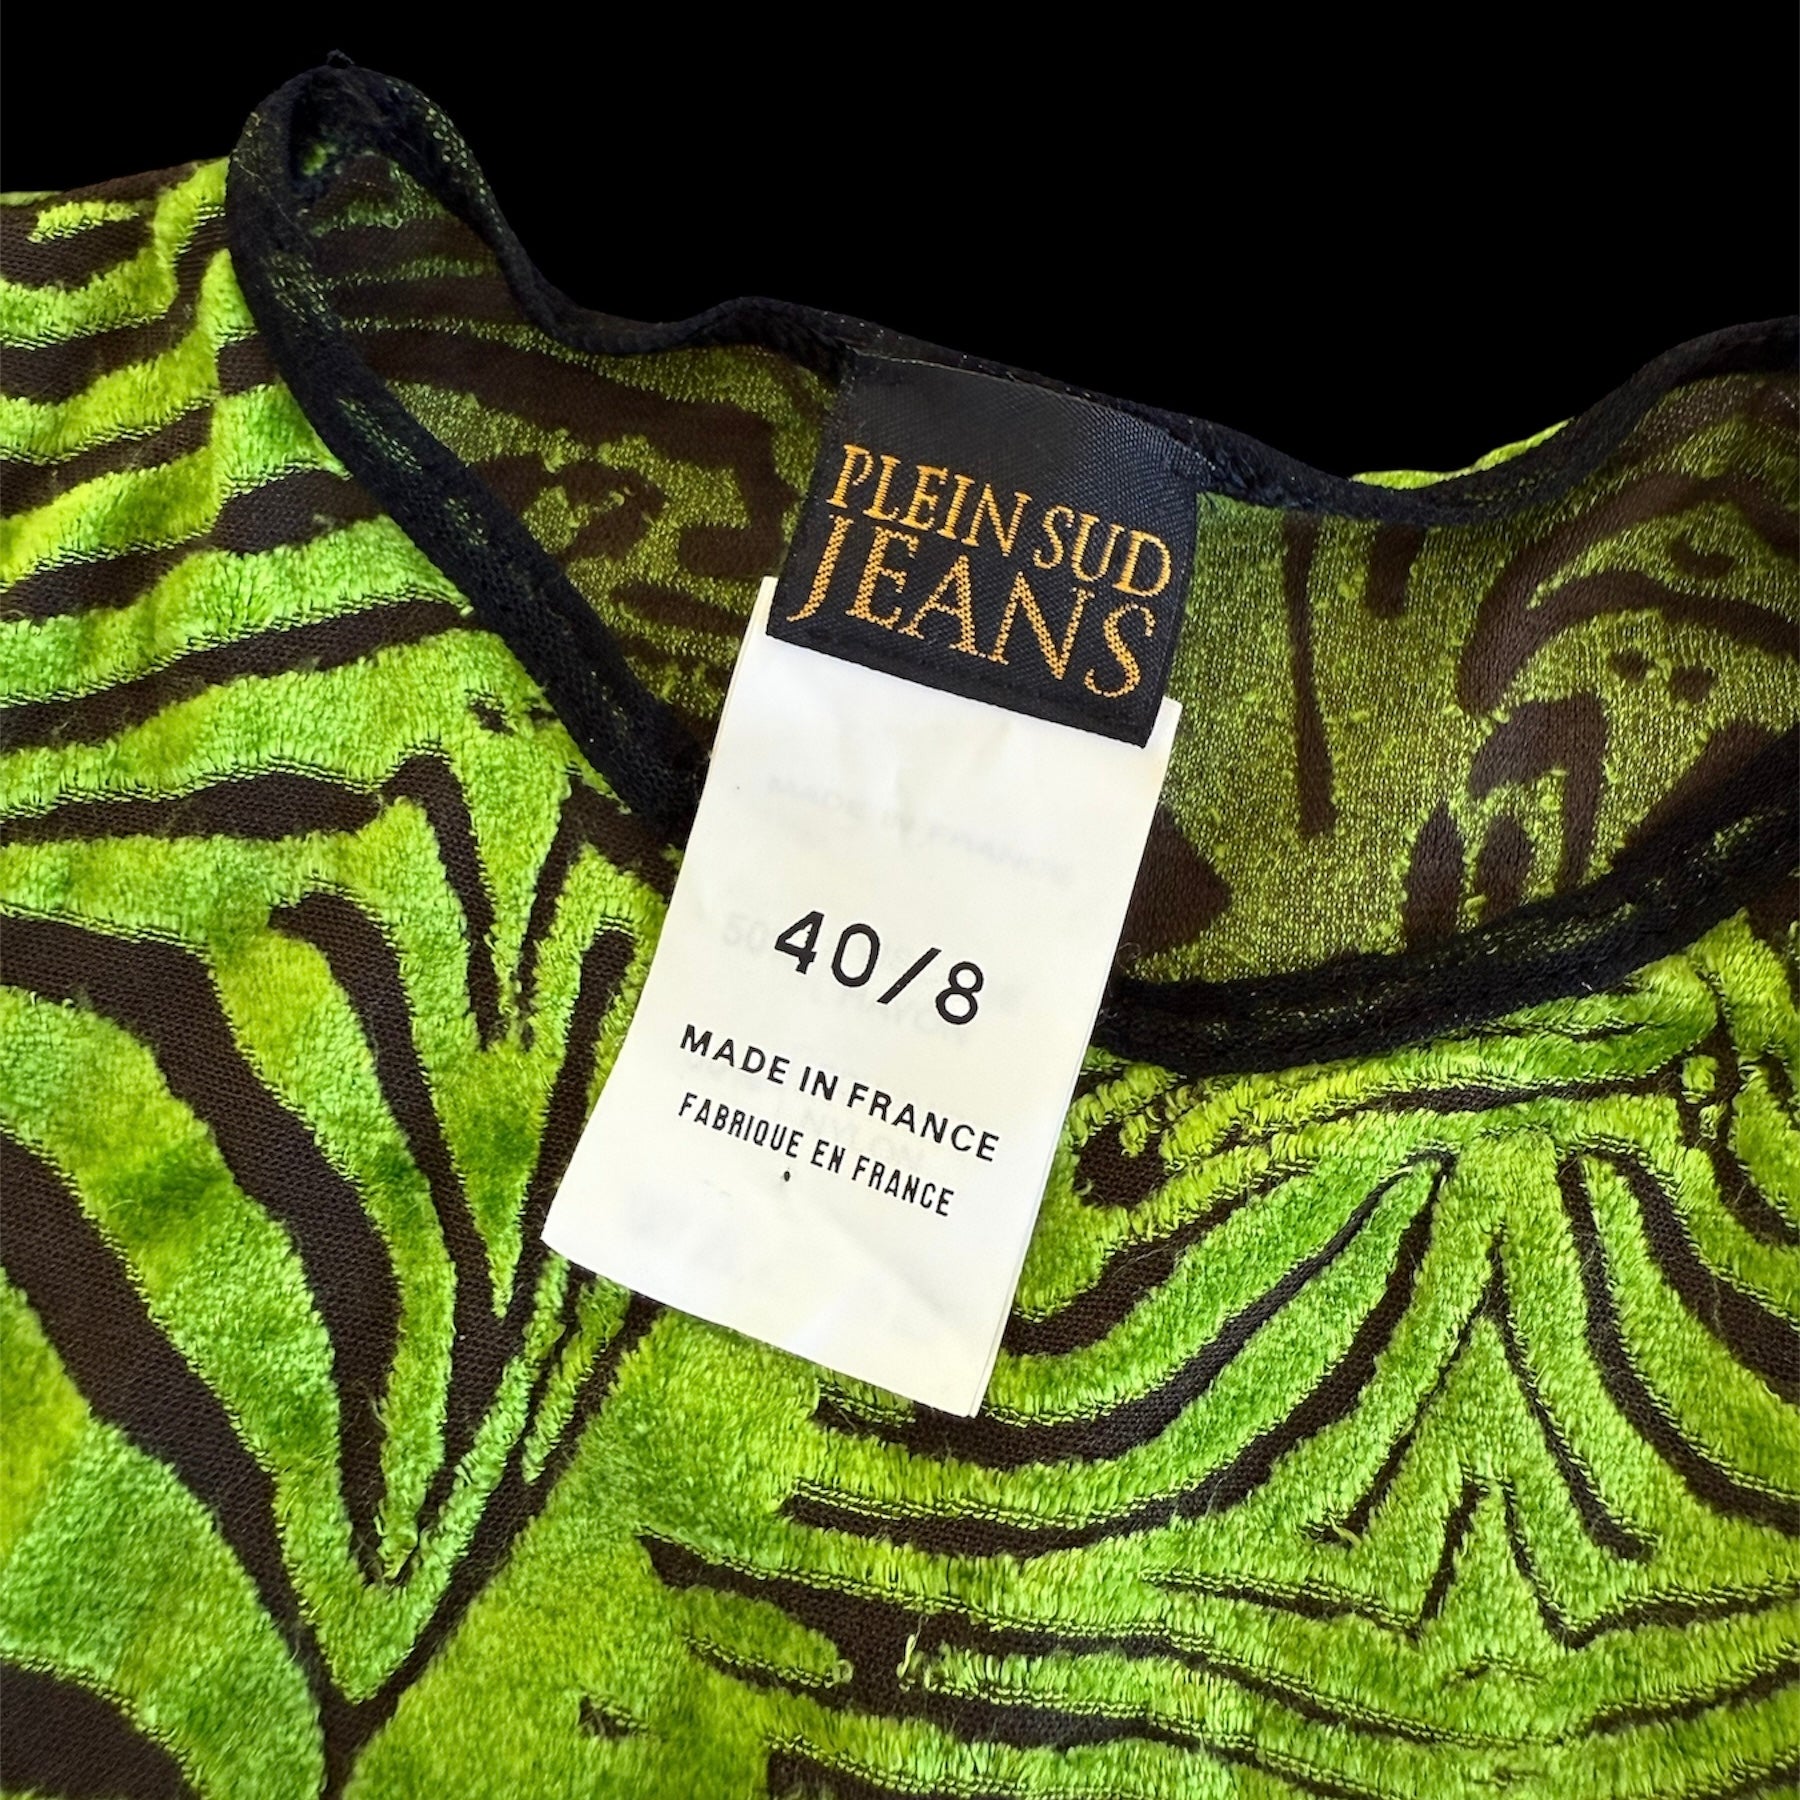 PLEIN SUD
JEANS
40/8
MADE IN FRANCE
FABRIQUE EN FRANCE